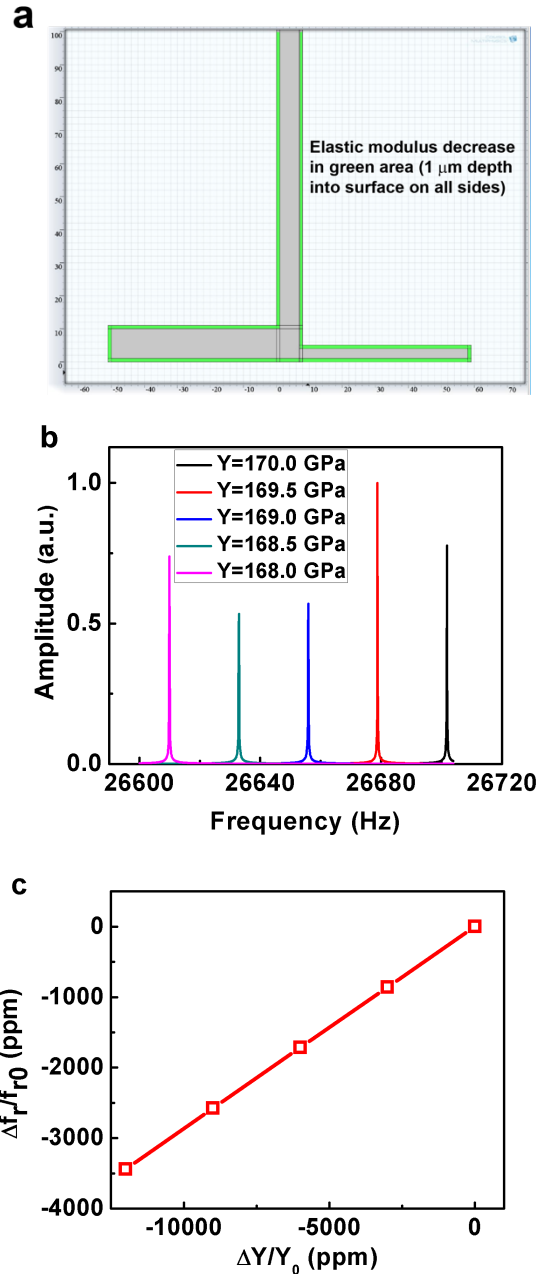 a
100
90
80
70
60
50
40
30
20
10
0
-60 -50 -40 -30 -20 -10 0 10 20 30 40 50 60 70
Elastic modulus decrease
in green area (1 μm depth
into surface on all sides)
b
Y=170.0 GPa
Y=169.5 GPa
Y=169.0 GPa
Y=168.5 GPa
Y=168.0 GPa
1.0
0.5
0.0
Amplitude (a.u.)
26600 26640 26680 26720
Frequency (Hz)
c
0
-1000
-2000
-3000
-4000
Δfr/fr0 (ppm)
-10000 -5000 0
ΔY/Y0 (ppm)